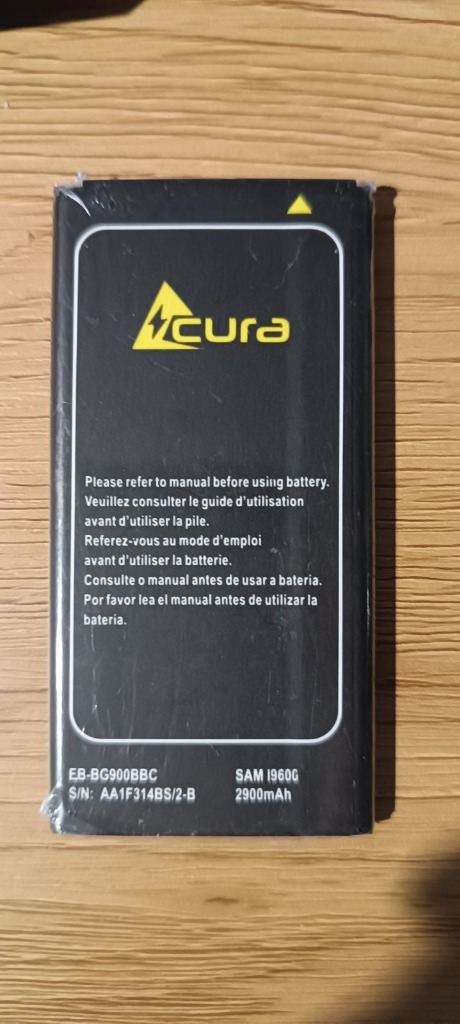 Acura
Please refer to manual before using battery.
Veuillez consulter le guide d'utilisation
avant d'utiliser la pile.
Referez-vous au mode d'emploi
avant d'utiliser la batterie.
Consulte o manual antes de usar a bateria.
Por favor lea el manual antes de utilizar la
bateria.
EB-BG900BBC SAM I9600
S/N: AA1F314BS/2-B 2900mAh